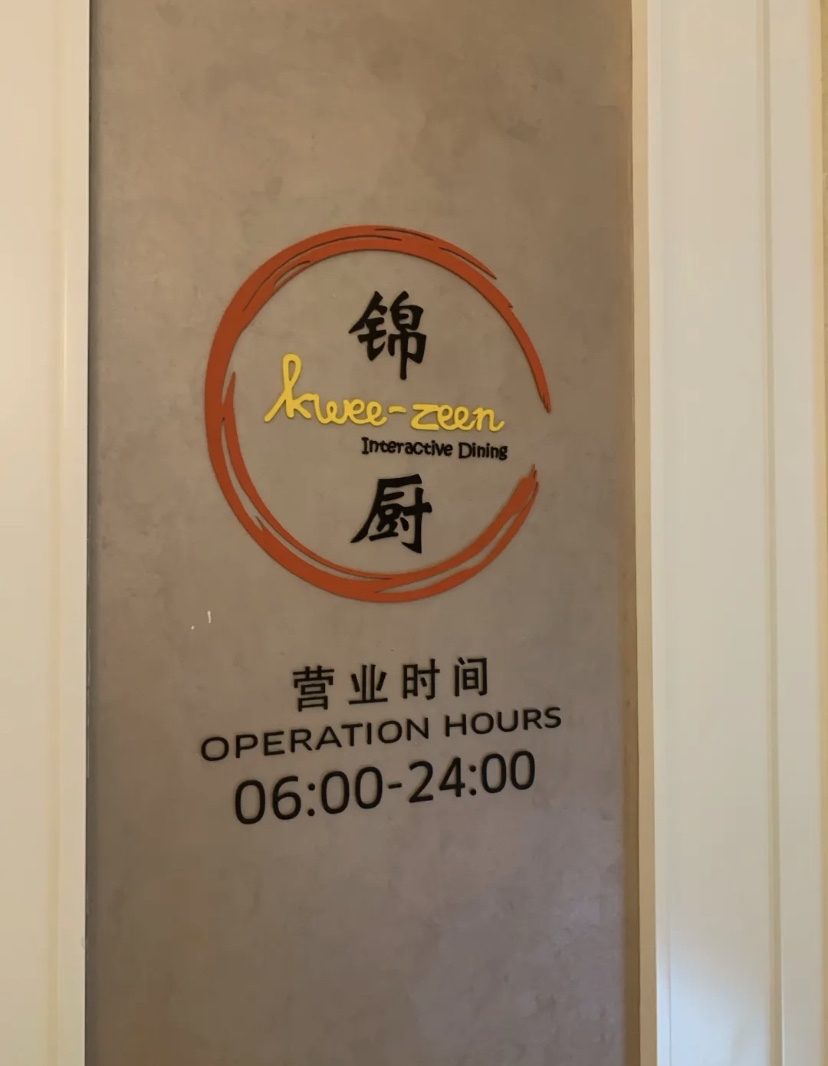 锦
kwee-zeen
Interactive Dining
厨
营业时间
OPERATION HOURS
06:00-24:00